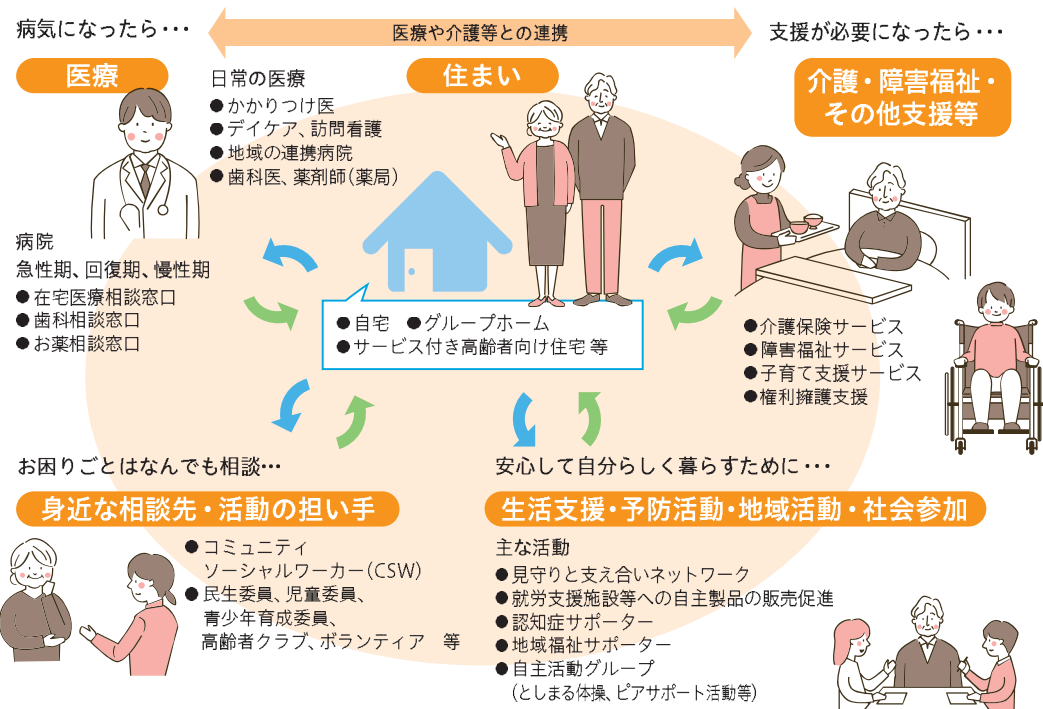 病気になったら・・・
医療や介護等との連携
支援が必要になったら・・・
医療
日常の医療
●かかりつけ医
●デイケア、訪問看護
●地域の連携病院
●歯科医、薬剤師（薬局）
住まい
介護・障害福祉・
その他支援等
病院
急性期、回復期、慢性期
●在宅医療相談窓口
●歯科相談窓口
●お薬相談窓口
●自宅 ●グループホーム
●サービス付き高齢者向け住宅 等
●介護保険サービス
●障害福祉サービス
●子育て支援サービス
●権利擁護支援
お困りごとはなんでも相談…
身近な相談先・活動の担い手
●コミュニティ
ソーシャルワーカー（CSW）
●民生委員、児童委員、
青少年育成委員、
高齢者クラブ、ボランティア 等
安心して自分らしく暮らすために・・・
生活支援・予防活動・地域活動・社会参加
主な活動
●見守りと支え合いネットワーク
●就労支援施設等への自主製品の販売促進
●認知症サポーター
●地域福祉サポーター
●自主活動グループ
（としまる体操、ピアサポート活動等）